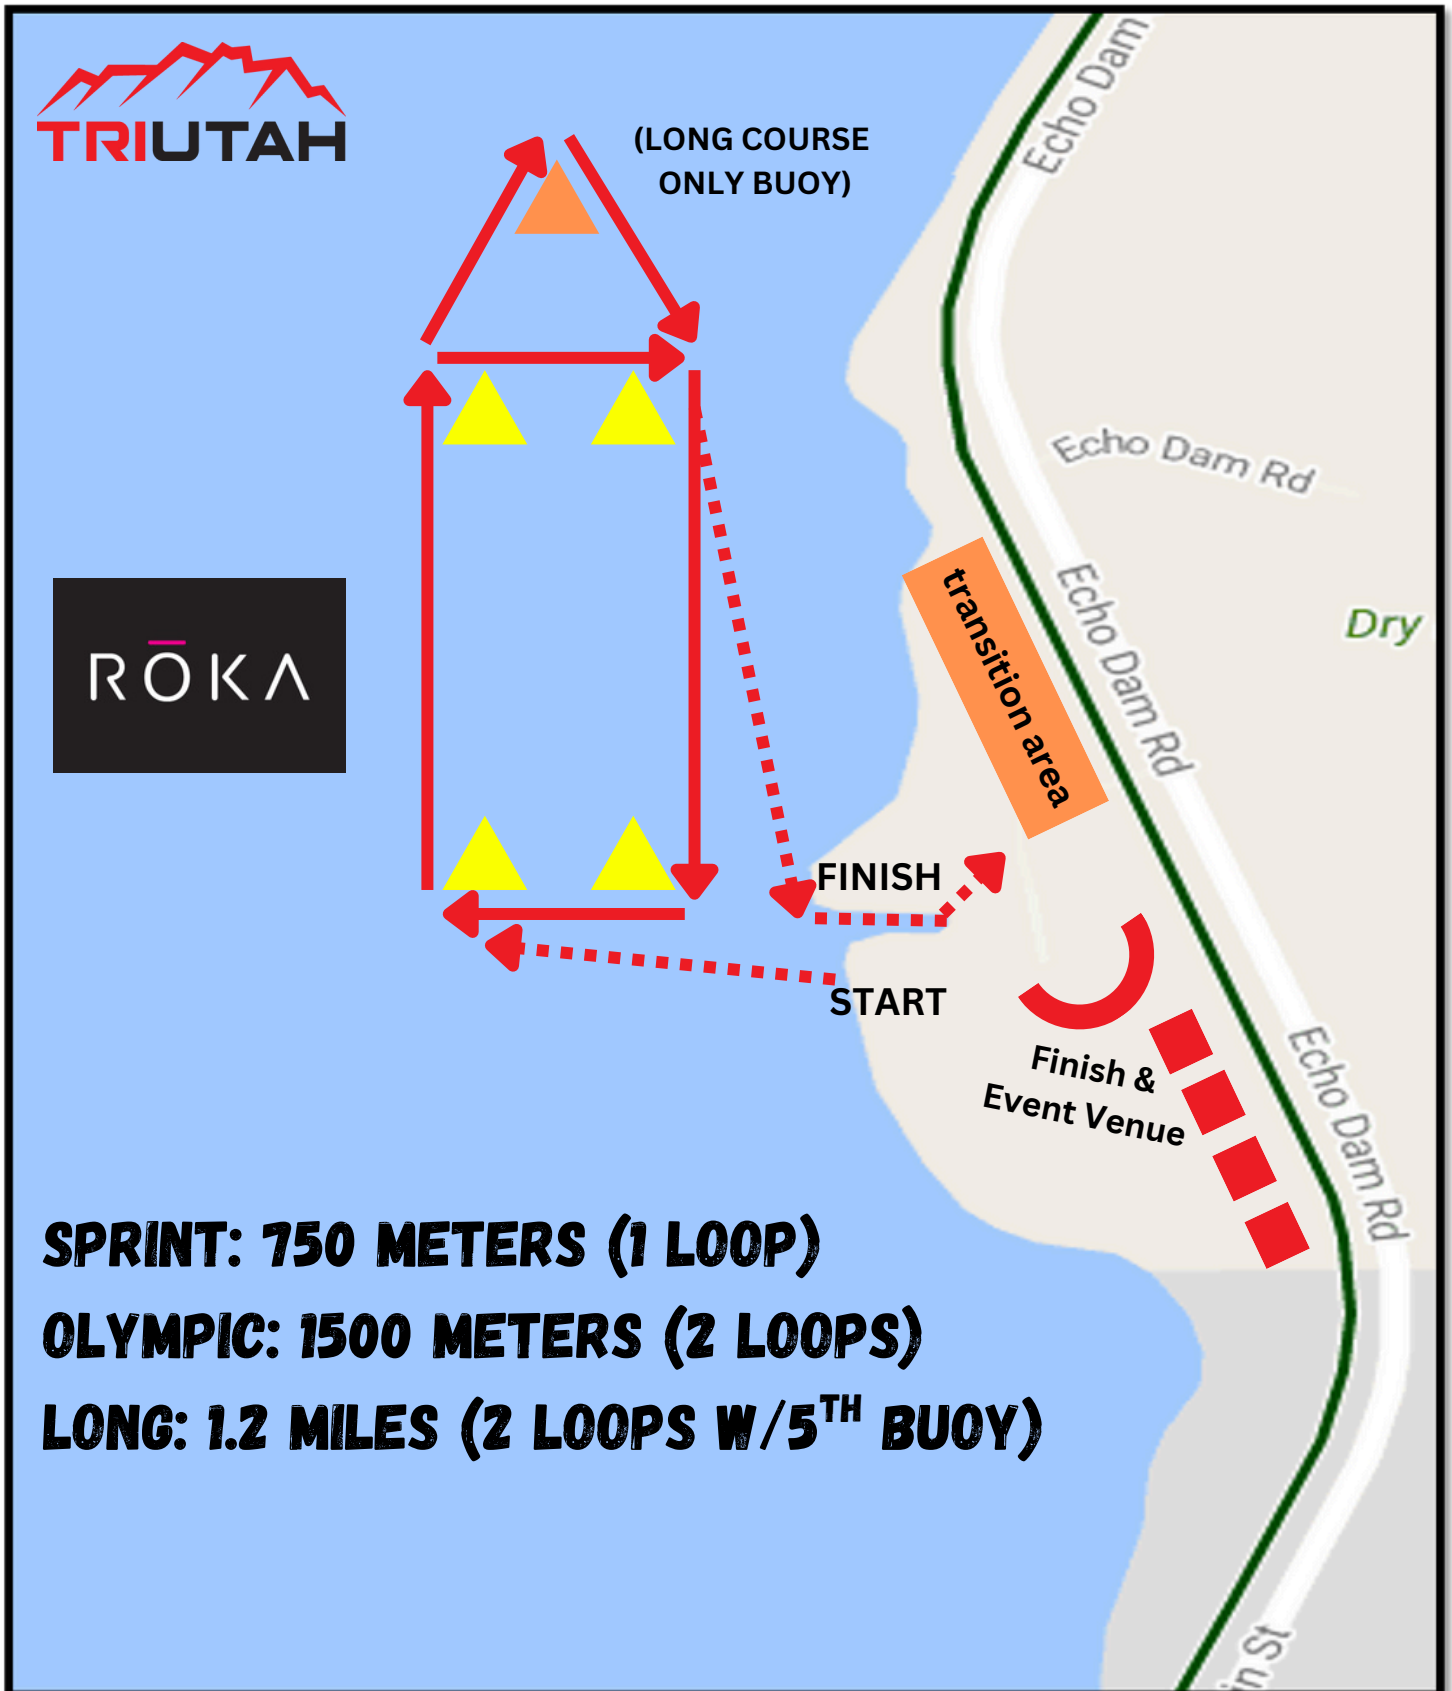 TRIUTAH
(LONG COURSE
ONLY BUOY)
Echo Dam
Echo Dam Rd
Dry
transition area
Echo Dam Rd
RŌKA
FINISH
START
Finish &
Event Venue
Echo Dam Rd
SPRINT: 750 METERS (1 LOOP)
OLYMPIC: 1500 METERS (2 LOOPS)
LONG: 1.2 MILES (2 LOOPS W/5TH BUOY)
in St